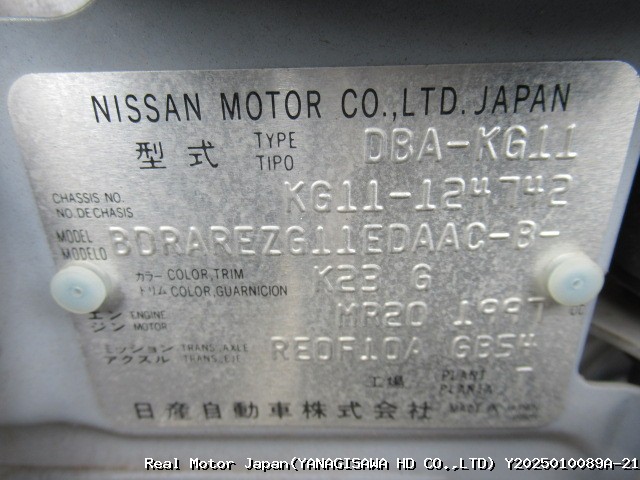 NISSAN MOTOR CO.,LTD. JAPAN
型式 TYPE TIPO DBA-KG11
CHASSIS NO. NO. DE CHASIS KG11-124742
MODEL MODELO BDRAREZG11EDAAC-B-
カラー COLOR,TRIM トリム COLOR,GUARNICION K23 G
エンジン ENGINE MOTOR MR20 1997 CC
ミッション TRANS. AXLE アクスル TRANS. EJE RE0F10A GB54
工場 PLANT PLANTA -
日産自動車株式会社 MADE IN JAPAN
Real Motor Japan(YANAGISAWA HD CO.,LTD) Y2025010089A-21